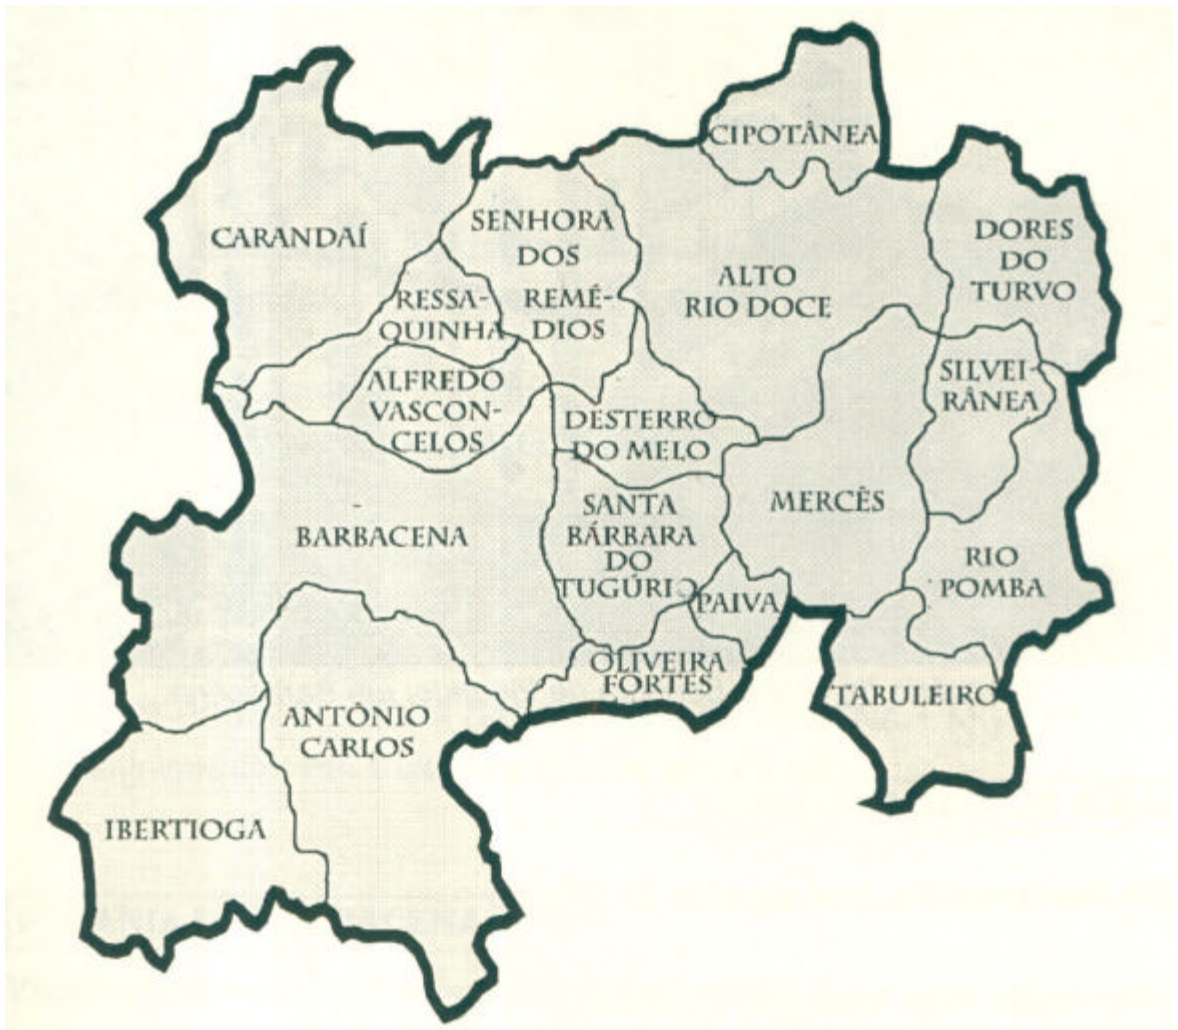 CIPOTÂNEA
CARANDAÍ
SENHORA
DOS
REMÉ-
DIOS
DORES
DO
TURVO
ALTO
RIO DOCE
RESSA-
QUINHA
ALFREDO
VASCON-
CELOS
SILVEI-
RÂNEA
DESTERRO
DO MELO
MERCÊS
SANTA
BÁRBARA
DO
TUGÚRIO
BARBACENA
RIO
POMBA
PAIVA
OLIVEIRA
FORTES
TABULEIRO
ANTÔNIO
CARLOS
IBERTIOGA